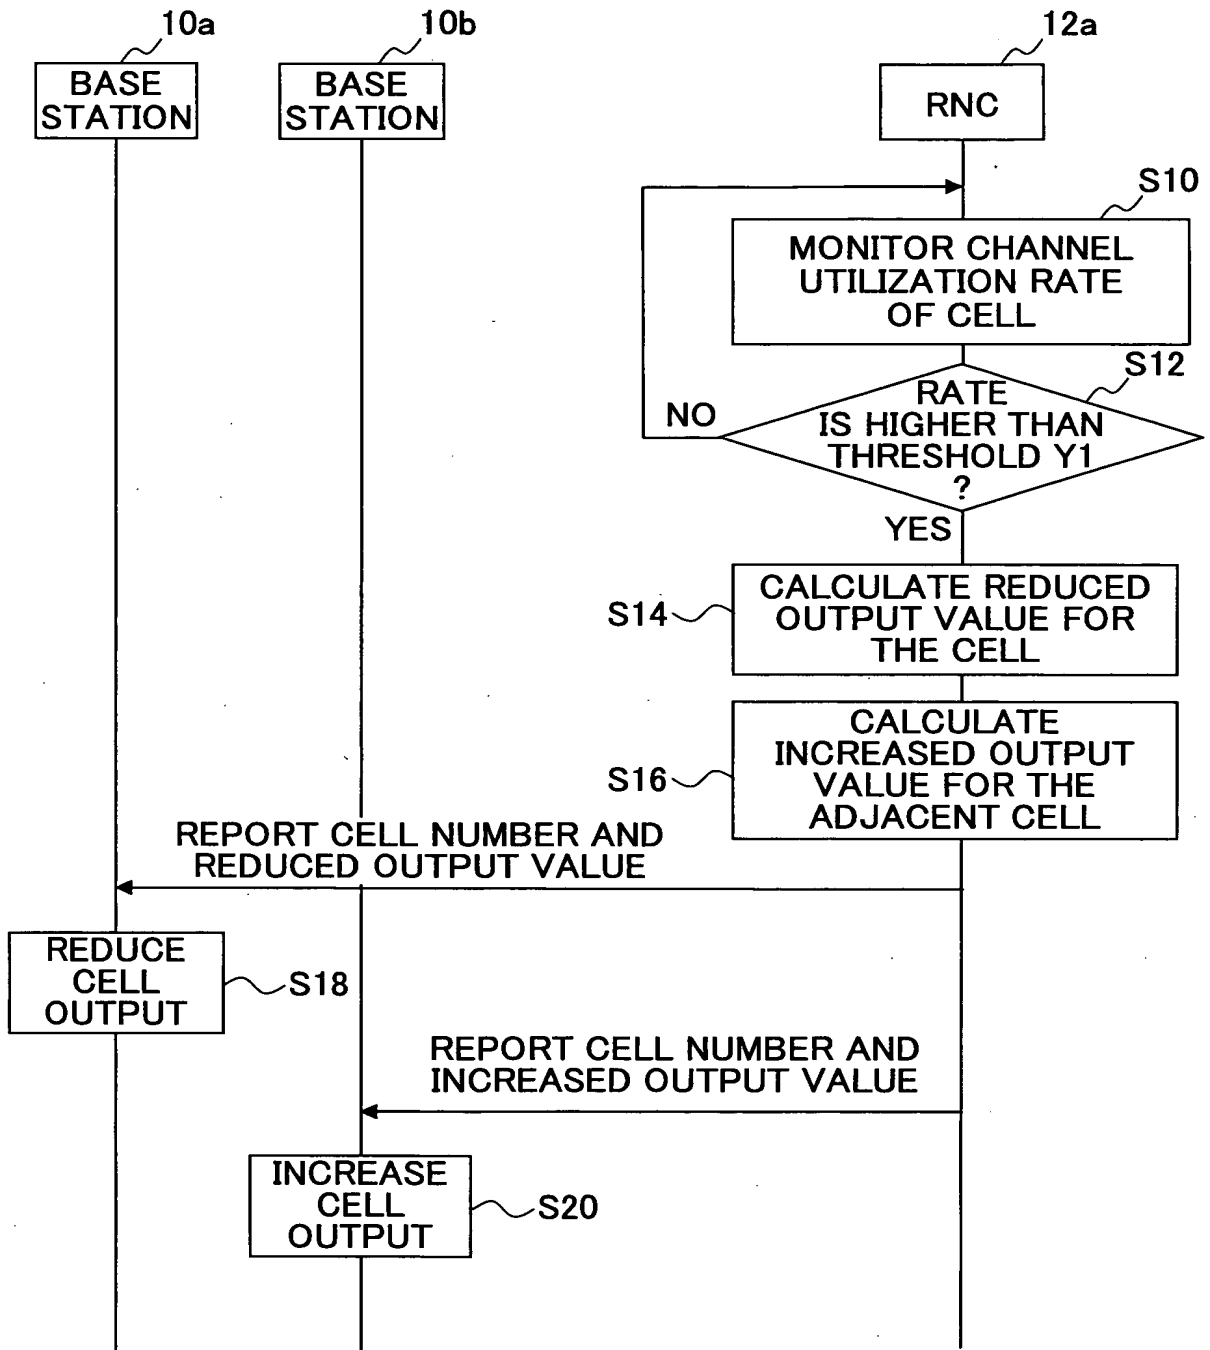 10a
10b
12a
BASE
STATION
BASE
STATION
RNC
S10
MONITOR CHANNEL
UTILIZATION RATE
OF CELL
S12
RATE
IS HIGHER THAN
THRESHOLD Y1
?
NO
YES
S14
CALCULATE REDUCED
OUTPUT VALUE FOR
THE CELL
S16
CALCULATE
INCREASED OUTPUT
VALUE FOR THE
ADJACENT CELL
REPORT CELL NUMBER AND
REDUCED OUTPUT VALUE
REDUCE
CELL
OUTPUT
S18
REPORT CELL NUMBER AND
INCREASED OUTPUT VALUE
INCREASE
CELL
OUTPUT
S20